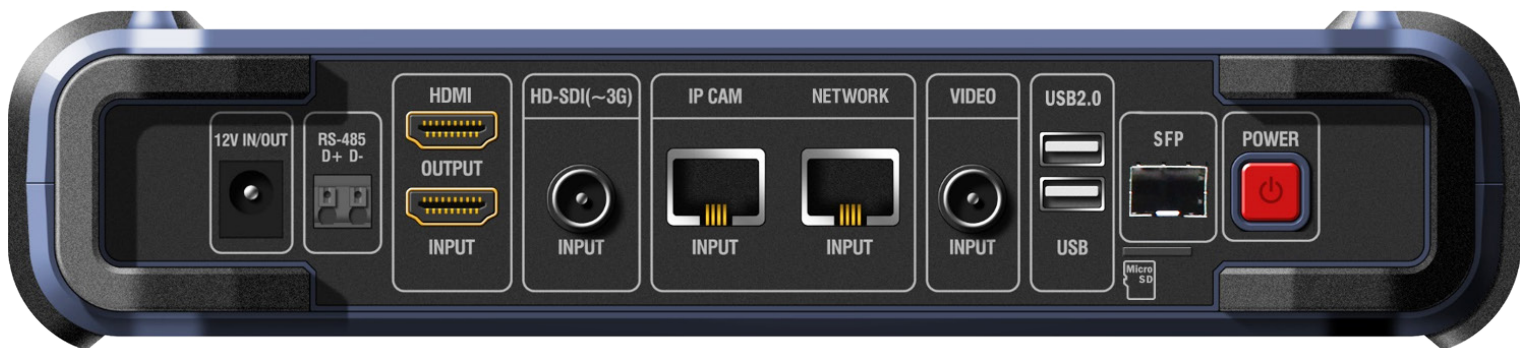 12V IN/OUT
RS-485
D+ D-
HDMI
OUTPUT
INPUT
HD-SDI(~3G)
INPUT
IP CAM
INPUT
NETWORK
INPUT
VIDEO
INPUT
USB2.0
USB
SFP
Micro
SD
POWER